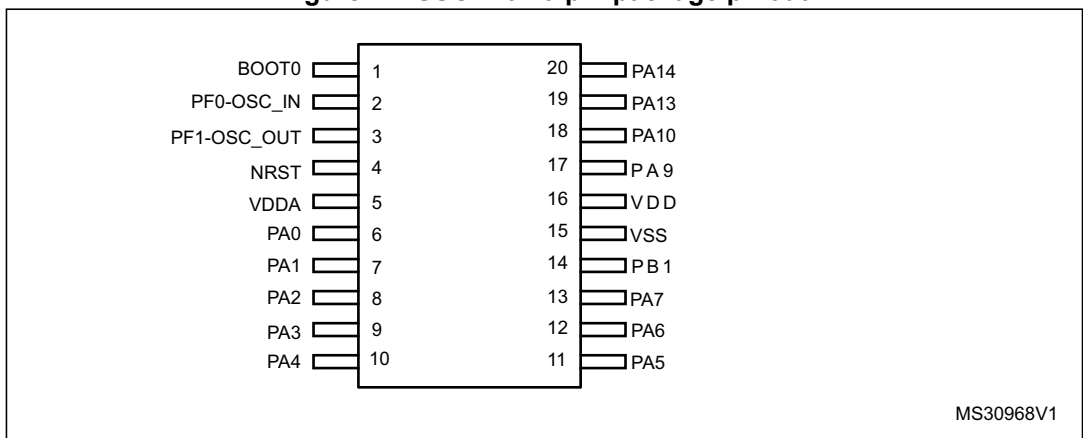 BOOT0 1 20 PA14
PF0-OSC_IN 2 19 PA13
PF1-OSC_OUT 3 18 PA10
NRST 4 17 PA9
VDDA 5 16 VDD
PA0 6 15 VSS
PA1 7 14 PB1
PA2 8 13 PA7
PA3 9 12 PA6
PA4 10 11 PA5
MS30968V1